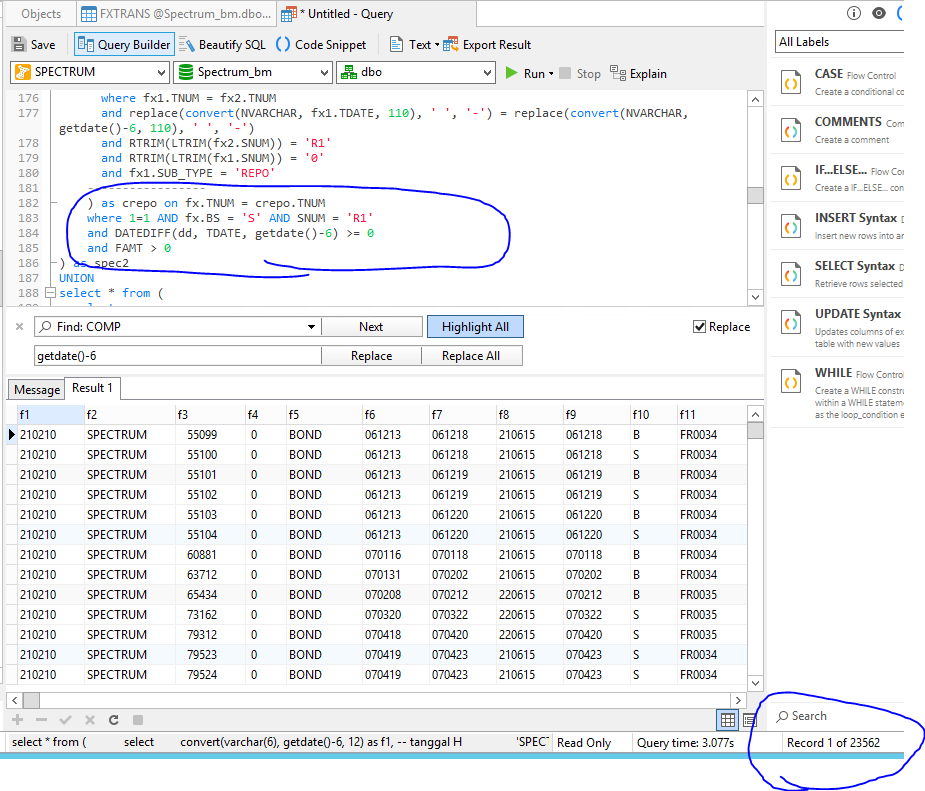 Objects
FXTRANS @Spectrum_bm.dbo...
* Untitled - Query
Save
Query Builder
Beautify SQL
() Code Snippet
Text
Export Result
All Labels
SPECTRUM
Spectrum_bm
dbo
Run
Stop
Explain
176 where fx1.TNUM = fx2.TNUM
177 and replace(convert(NVARCHAR, fx1.TDATE, 110), ' ', '-') = replace(convert(NVARCHAR,
getdate()-6, 110), ' ', '-')
178 and RTRIM(LTRIM(fx2.SNUM)) = 'R1'
179 and RTRIM(LTRIM(fx1.SNUM)) = '0'
180 and fx1.SUB_TYPE = 'REPO'
181 ----------------
182 ) as crepo on fx.TNUM = crepo.TNUM
183 where 1=1 AND fx.BS = 'S' AND SNUM = 'R1'
184 and DATEDIFF(dd, TDATE, getdate()-6) >= 0
185 and FAMT > 0
186 ) as spec2
187 UNION
188 select * from (
CASE Flow Control
Create a conditional co
COMMENTS Com
Create a comment
IF...ELSE... Flow Co
Create a IF...ELSE... con
INSERT Syntax D
Insert new rows into an
SELECT Syntax D
Retrieve rows selected
UPDATE Syntax
Updates columns of ex
table with new values
WHILE Flow Control
Create a WHILE constru
within a WHILE stateme
as the loop_condition e
Find: COMP
Next
Highlight All
Replace
getdate()-6
Replace
Replace All
Message
Result 1
f1 f2 f3 f4 f5 f6 f7 f8 f9 f10 f11
210210 SPECTRUM 55099 0 BOND 061213 061218 210615 061218 B FR0034
210210 SPECTRUM 55100 0 BOND 061213 061218 210615 061218 S FR0034
210210 SPECTRUM 55101 0 BOND 061213 061219 210615 061219 B FR0034
210210 SPECTRUM 55102 0 BOND 061213 061219 210615 061219 S FR0034
210210 SPECTRUM 55103 0 BOND 061213 061220 210615 061220 B FR0034
210210 SPECTRUM 55104 0 BOND 061213 061220 210615 061220 S FR0034
210210 SPECTRUM 60881 0 BOND 070116 070118 210615 070118 B FR0034
210210 SPECTRUM 63712 0 BOND 070131 070202 210615 070202 B FR0034
210210 SPECTRUM 65434 0 BOND 070208 070212 220615 070212 B FR0035
210210 SPECTRUM 73162 0 BOND 070320 070322 220615 070322 S FR0035
210210 SPECTRUM 79312 0 BOND 070418 070420 220615 070420 S FR0035
210210 SPECTRUM 79523 0 BOND 070419 070423 210615 070423 S FR0034
210210 SPECTRUM 79524 0 BOND 070419 070423 210615 070423 S FR0034
Search
select * from ( select convert(varchar(6), getdate()-6, 12) as f1, -- tanggal H 'SPECT
Read Only
Query time: 3.077s
Record 1 of 23562